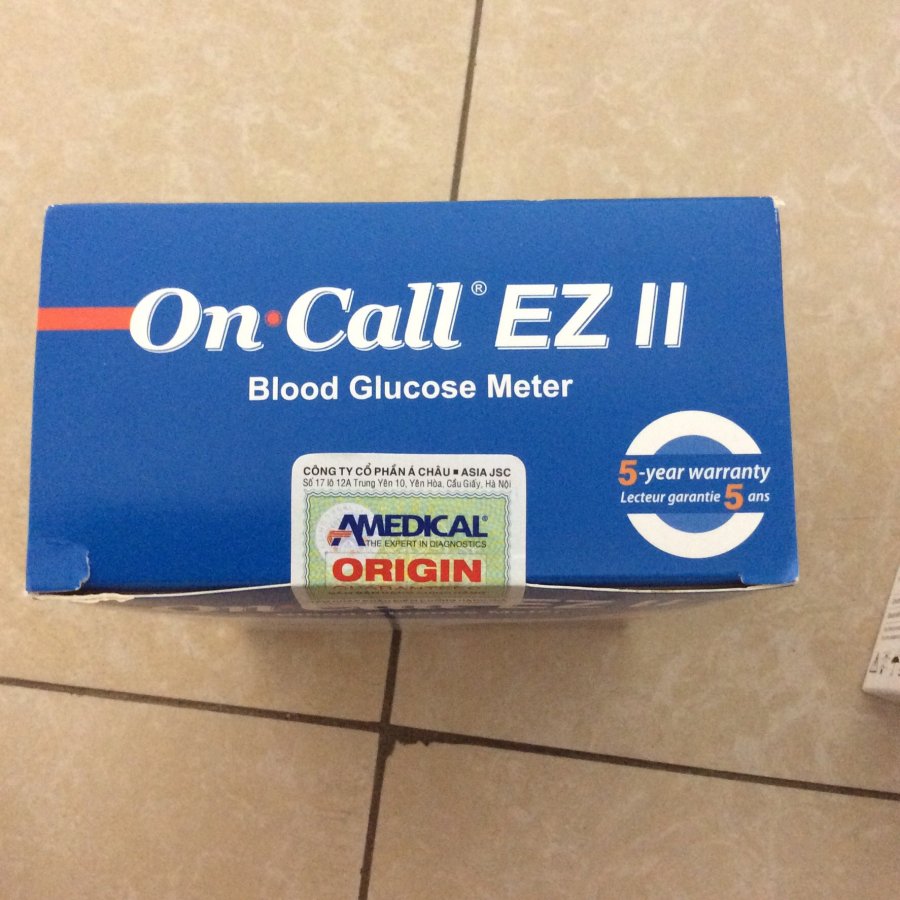 On·Call® EZ II
Blood Glucose Meter
5-year warranty
Lecteur garantie 5 ans
CÔNG TY CỔ PHẦN Á CHÂU ▪ ASIA JSC
Số 17 lô 12A Trung Yên 10, Yên Hòa, Cầu Giấy, Hà Nội
AMEDICAL®
THE EXPERT IN DIAGNOSTICS
ORIGIN